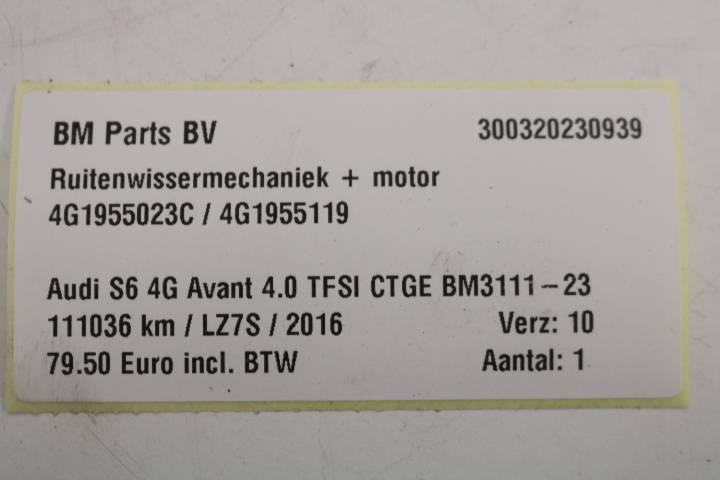 BM Parts BV 300320230939
Ruitenwissermechaniek + motor
4G1955023C / 4G1955119
Audi S6 4G Avant 4.0 TFSI CTGE BM3111-23
111036 km / LZ7S / 2016 Verz: 10
79.50 Euro incl. BTW Aantal: 1